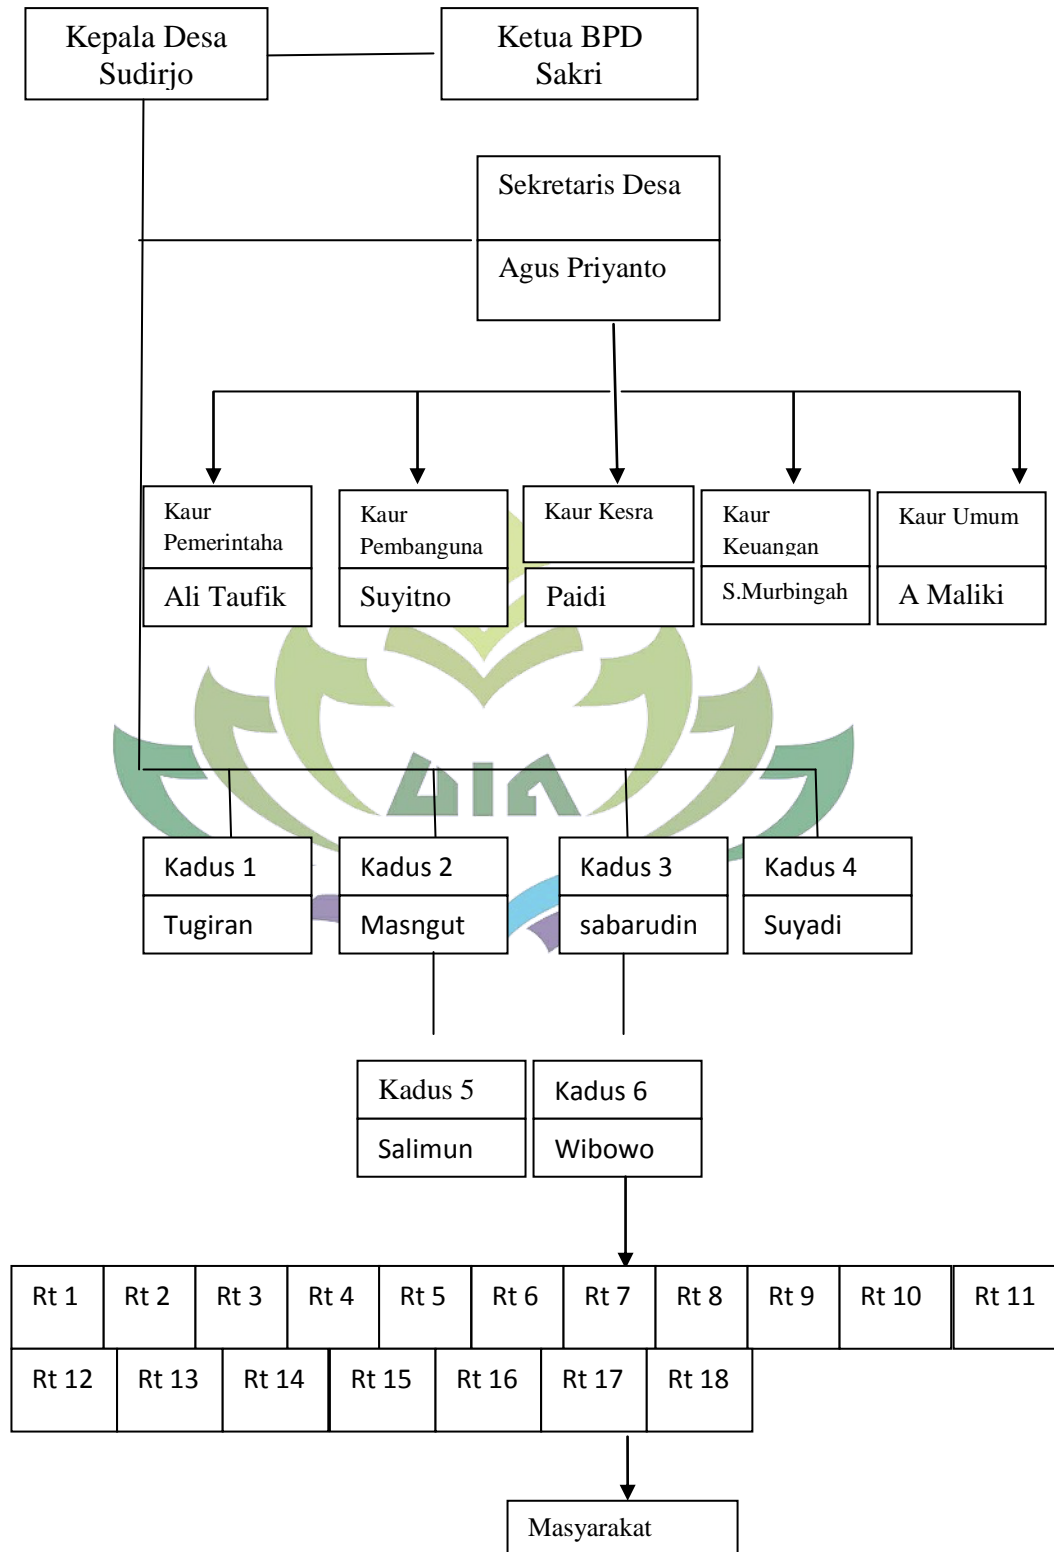 Kepala Desa
Sudirjo
Ketua BPD
Sakri
Sekretaris Desa
Agus Priyanto
Kaur
Pemerintaha
Ali Taufik
Kaur
Pembanguna
Suyitno
Kaur Kesra
Paidi
Kaur
Keuangan
S.Murbingah
Kaur Umum
A Maliki
Kadus 1
Tugiran
Kadus 2
Masngut
Kadus 3
sabarudin
Kadus 4
Suyadi
Kadus 5
Salimun
Kadus 6
Wibowo
Rt 1 Rt 2 Rt 3 Rt 4 Rt 5 Rt 6 Rt 7 Rt 8 Rt 9 Rt 10 Rt 11
Rt 12 Rt 13 Rt 14 Rt 15 Rt 16 Rt 17 Rt 18
Masyarakat